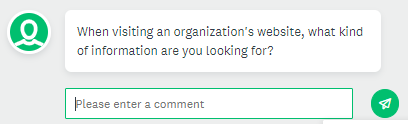 When visiting an organization's website, what kind
of information are you looking for?
Please enter a comment